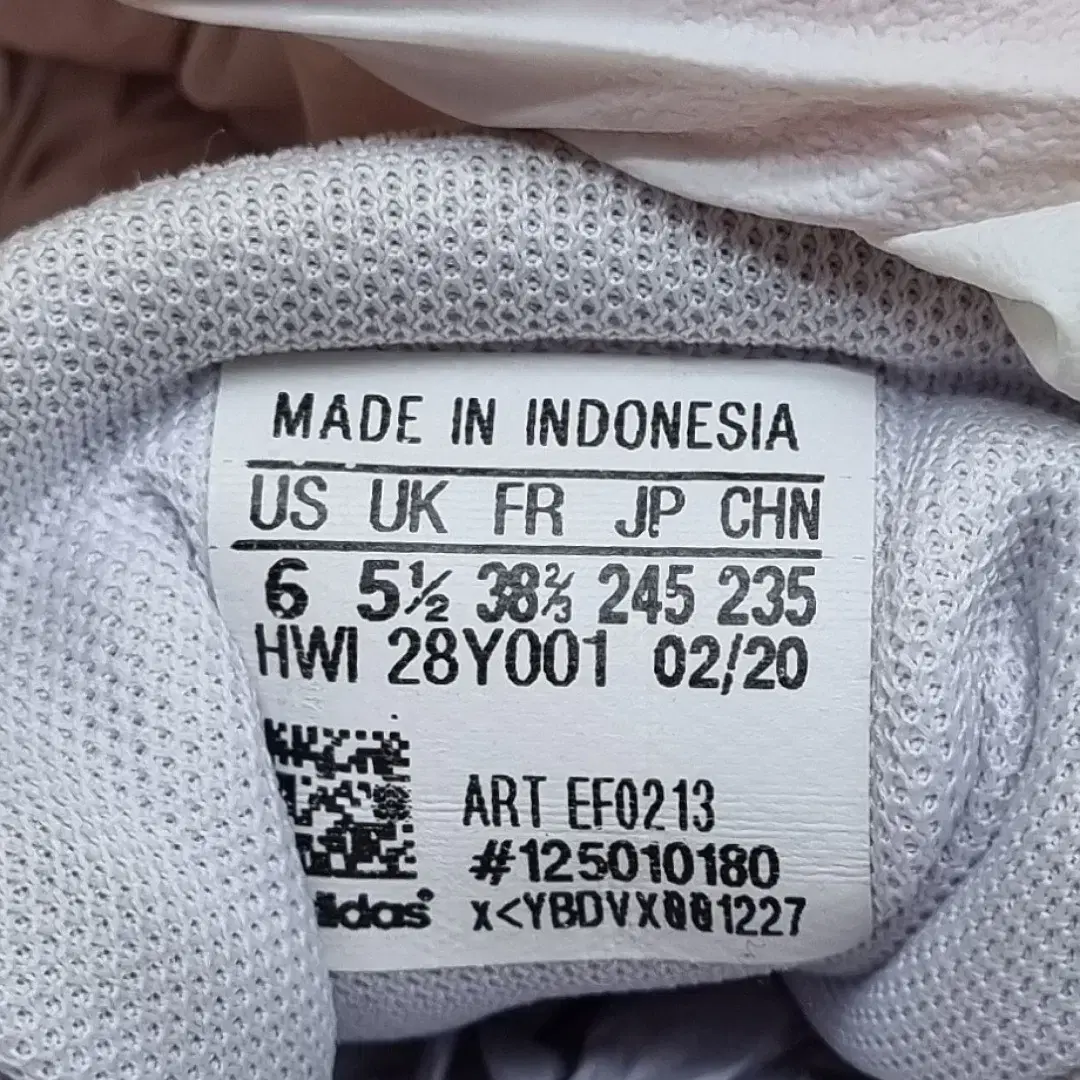 MADE IN INDONESIA
US UK FR JP CHN
6 5½ 38⅔ 245 235
HWI 28Y001 02/20
ART EF0213
#125010180
adidas®
x<YBDVX001227